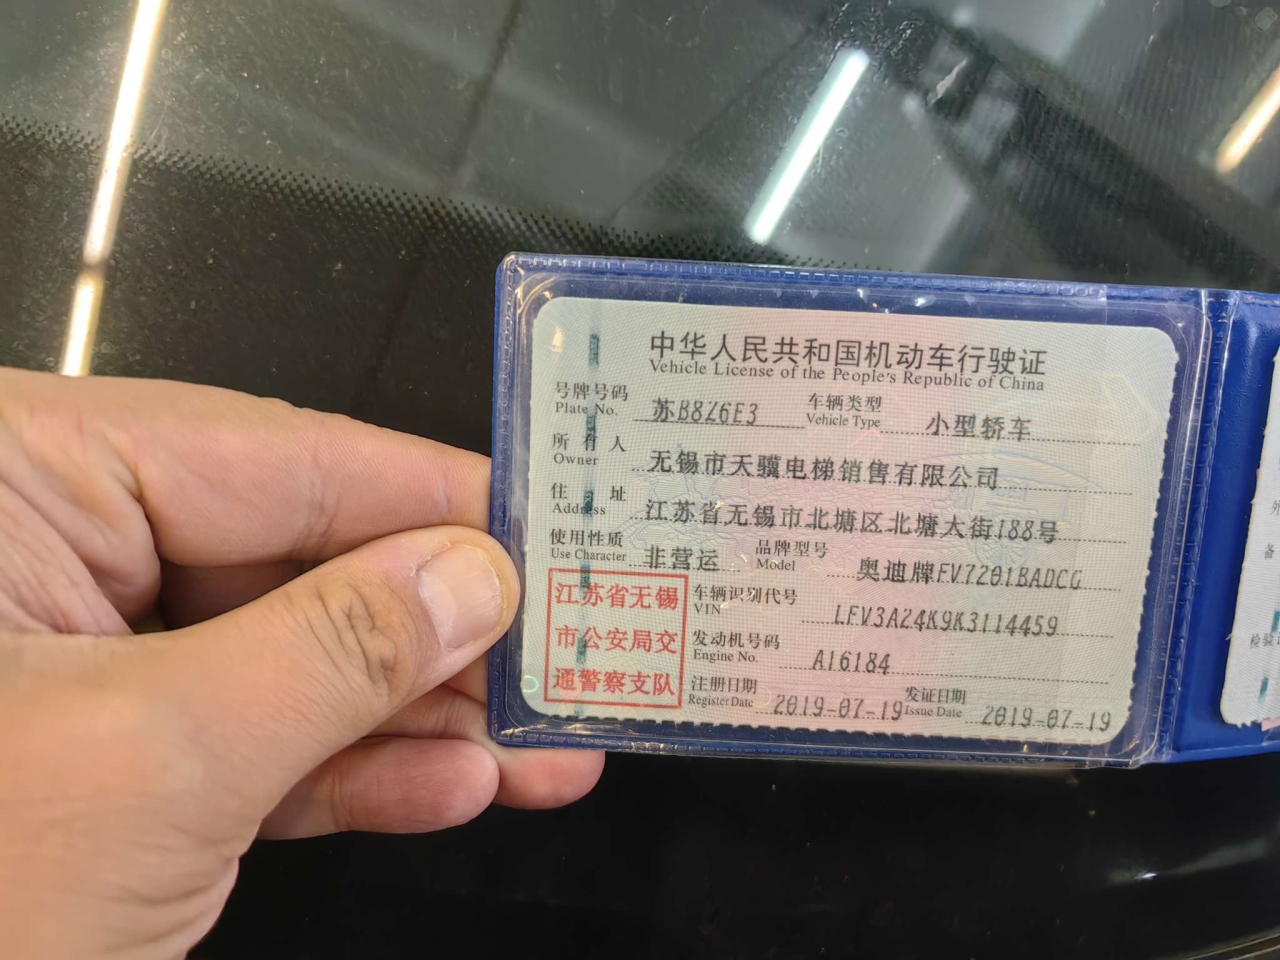 中华人民共和国机动车行驶证
Vehicle License of the People's Republic of China
号牌号码 苏B8Z6E3 车辆类型 小型轿车
Plate No. Vehicle Type
所有人 无锡市天骥电梯销售有限公司
Owner
住址 江苏省无锡市北塘区北塘大街188号
Address
使用性质 非营运 品牌型号 奥迪牌FV7201BADCG
Use Character Model
江苏省无锡
市公安局交
通警察支队
车辆识别代号 LFV3A24K9K3114459
VIN
发动机号码 A16184
Engine No.
注册日期 2019-07-19 发证日期 2019-07-19
Register Date Issue Date
备
检验